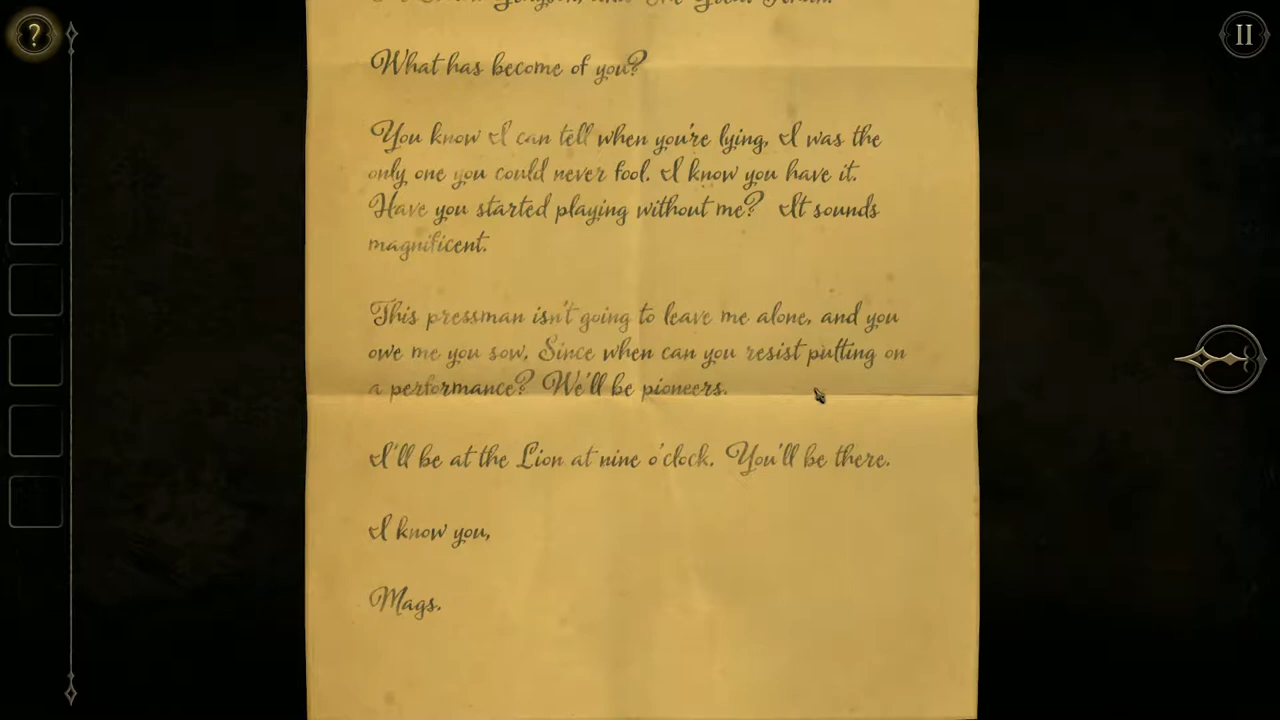 ?
What has become of you?
You know I can tell when you're lying, I was the
only one you could never fool. I know you have it.
Have you started playing without me? It sounds
magnificent.
This pressman isn't going to leave me alone, and you
owe me you sow. Since when can you resist putting on
a performance? We'll be pioneers.
I'll be at the Lion at nine o'clock. You'll be there.
I know you,
Mags.